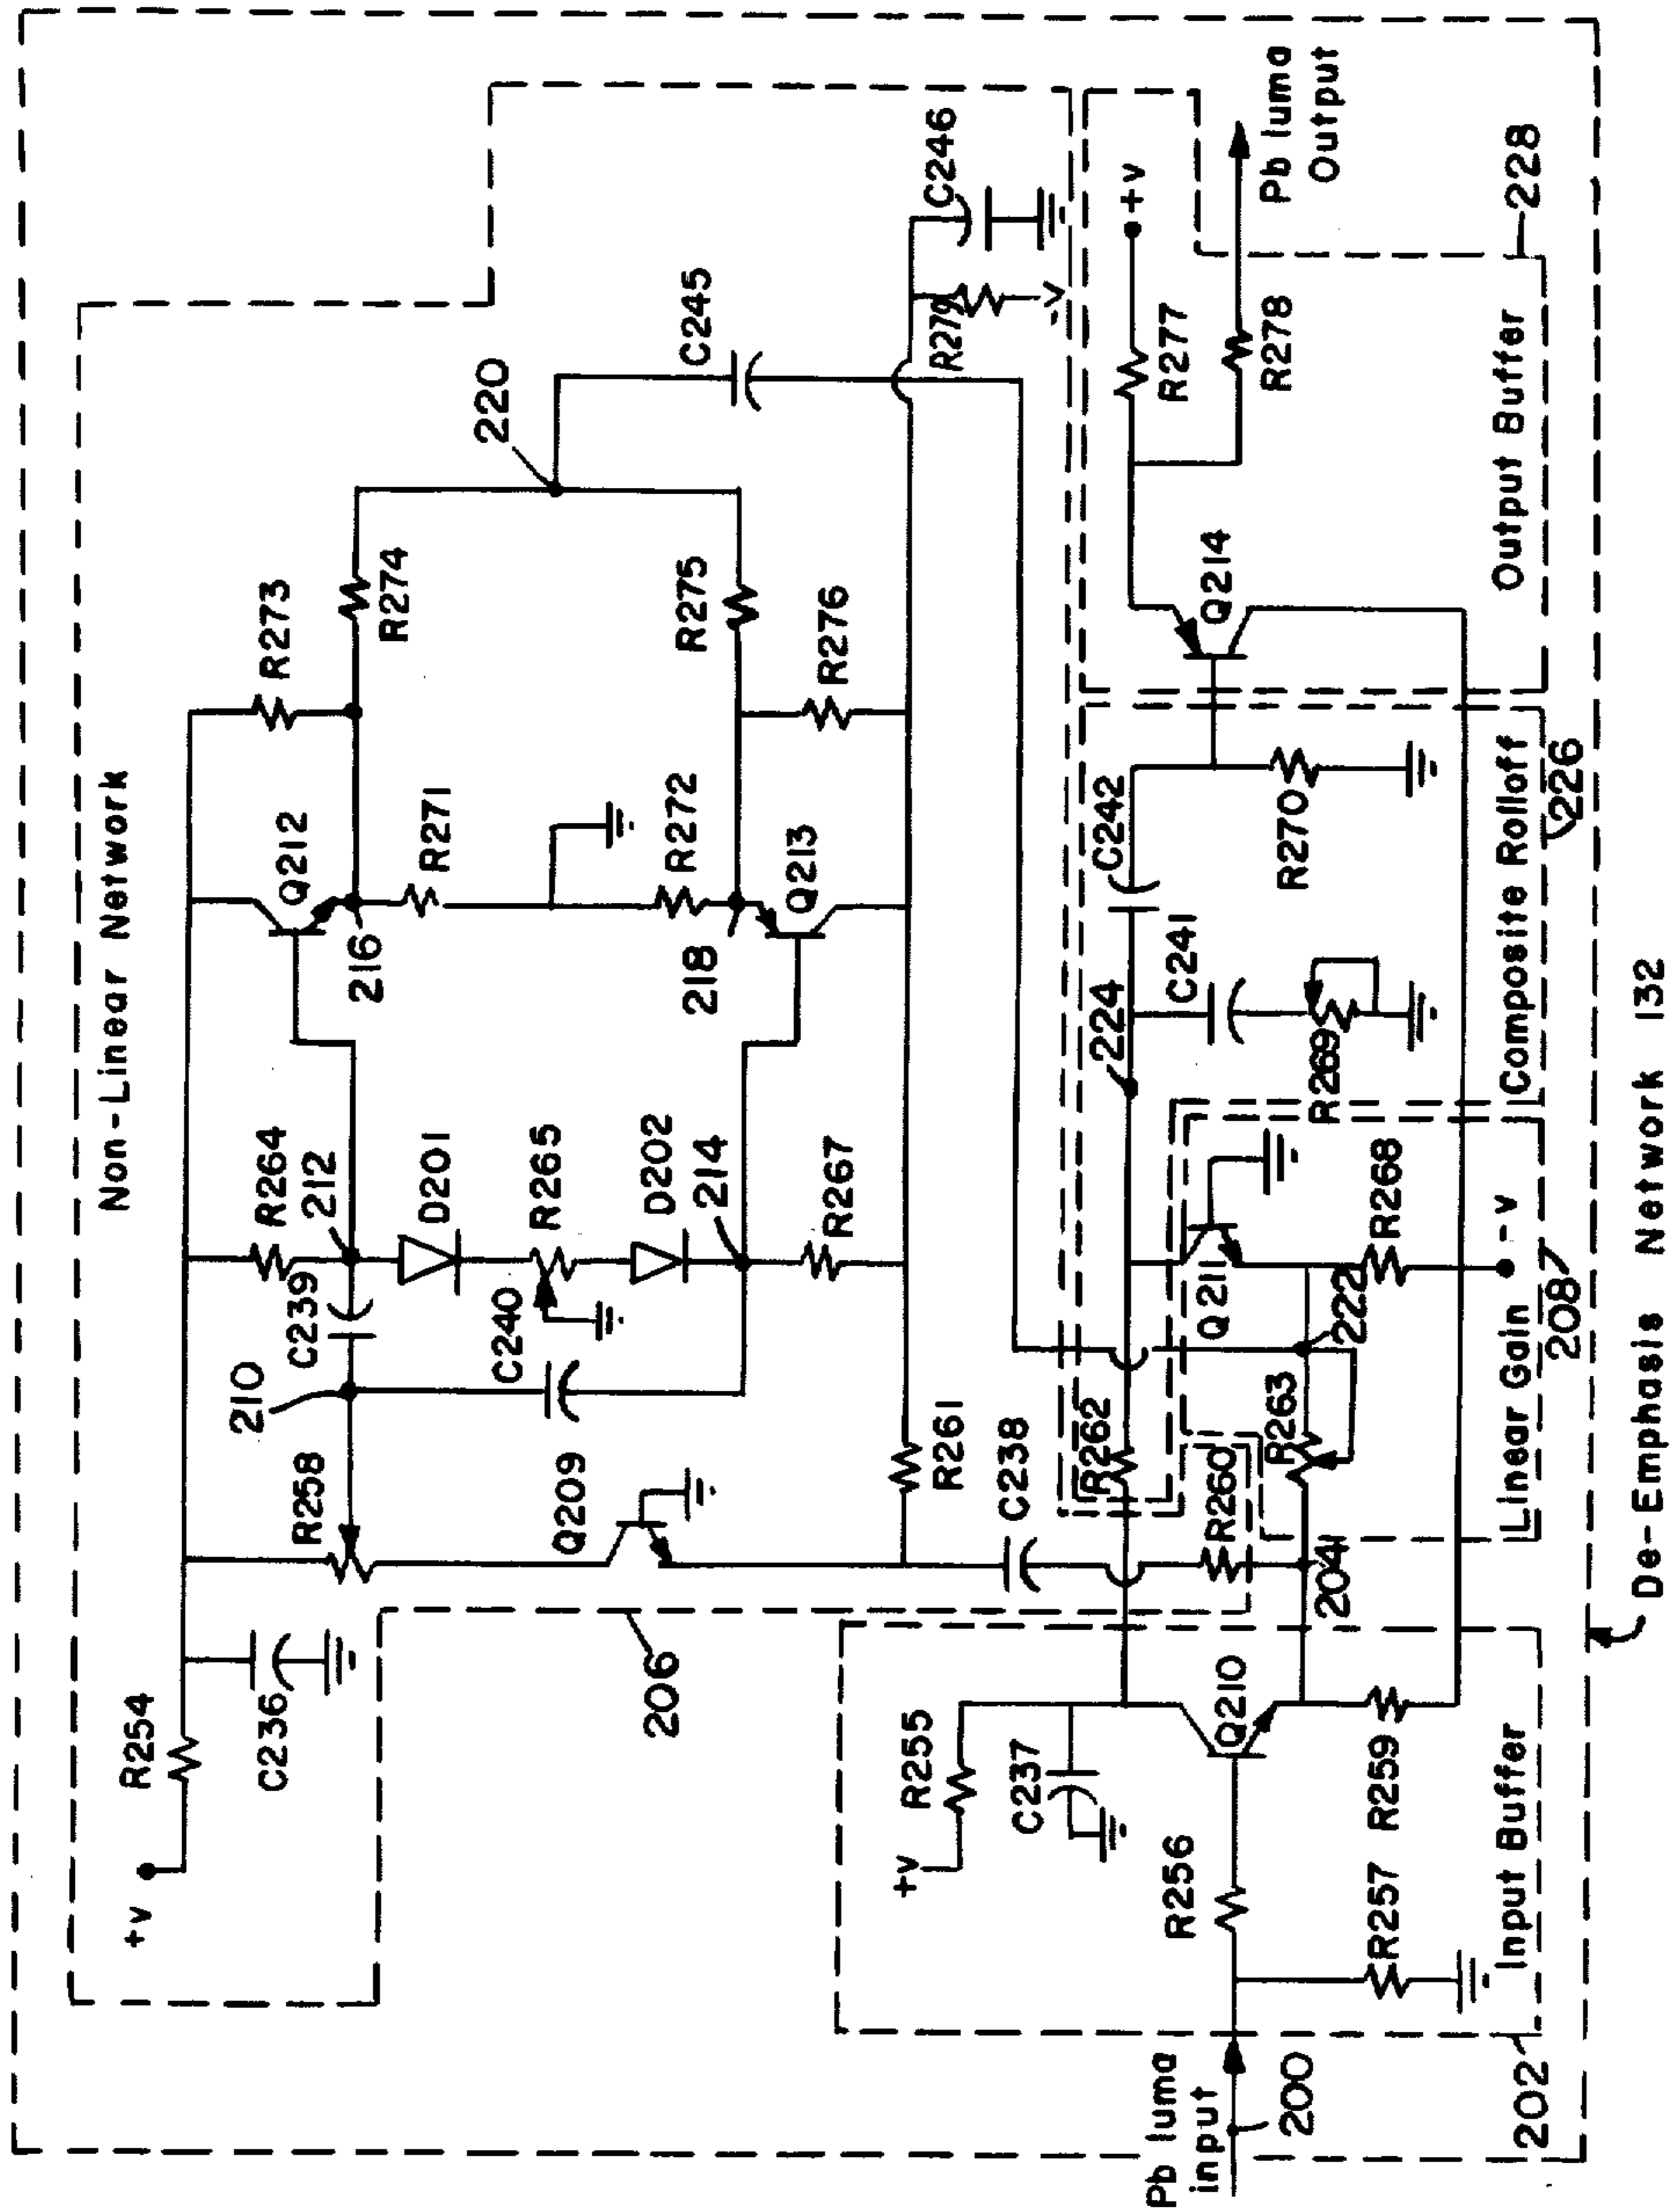 Non-Linear Network
+v
R254
C236
R258
210
C239
R264
212
D201
R265
C240
D202
214
R267
Q209
R261
C238
206
Q212
216
R271
R272
218
Q213
R273
R274
R275
R276
220
C245
R279
-V
C246
+v
R255
C237
R256
R257
R259
Q210
Input Buffer
202
Pb luma
input
200
204
R260
R262
R263
Q211
222
R268
-v
Linear Gain
208
224
C241
R269
C242
R270
Composite Rolloff
226
Q214
R277
+v
R278
Pb luma
Output
Output Buffer
228
De-Emphasis Network 132